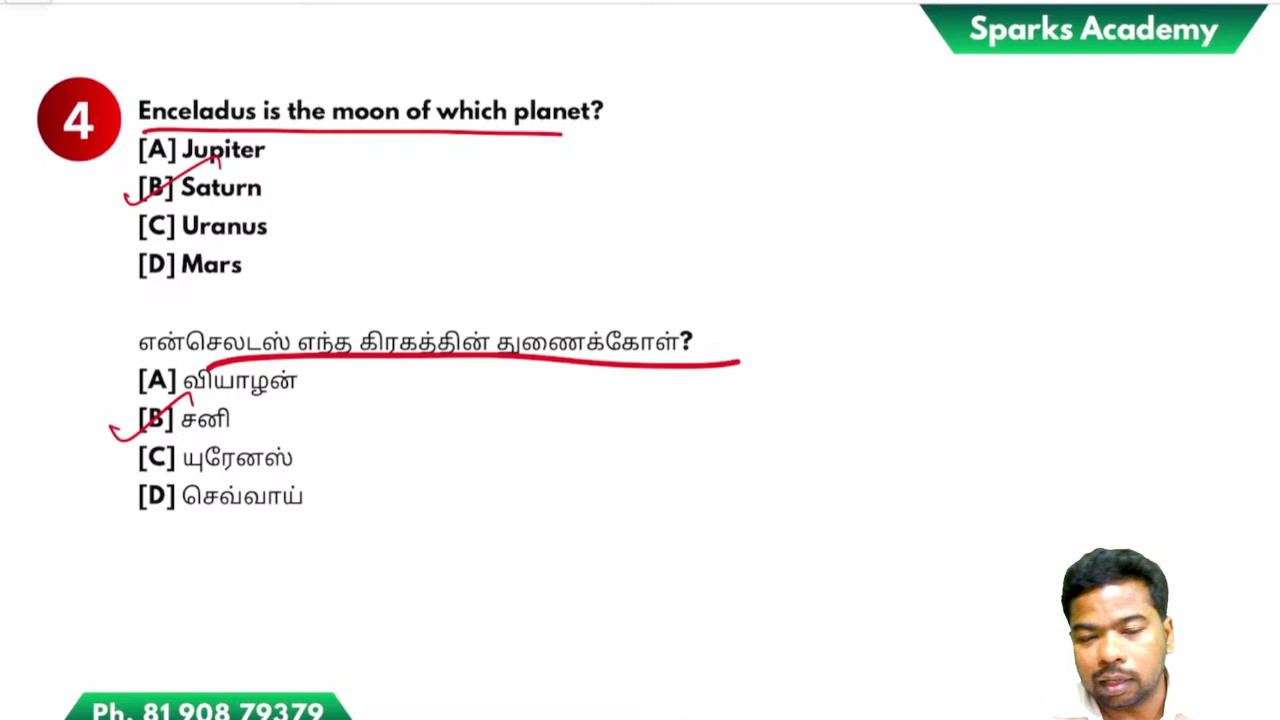 Sparks Academy
4
Enceladus is the moon of which planet?
[A] Jupiter
[B] Saturn
[C] Uranus
[D] Mars
என்செலடஸ் எந்த கிரகத்தின் துணைக்கோள்?
[A] வியாழன்
[B] சனி
[C] யுரேனஸ்
[D] செவ்வாய்
Ph. 81 908 79379